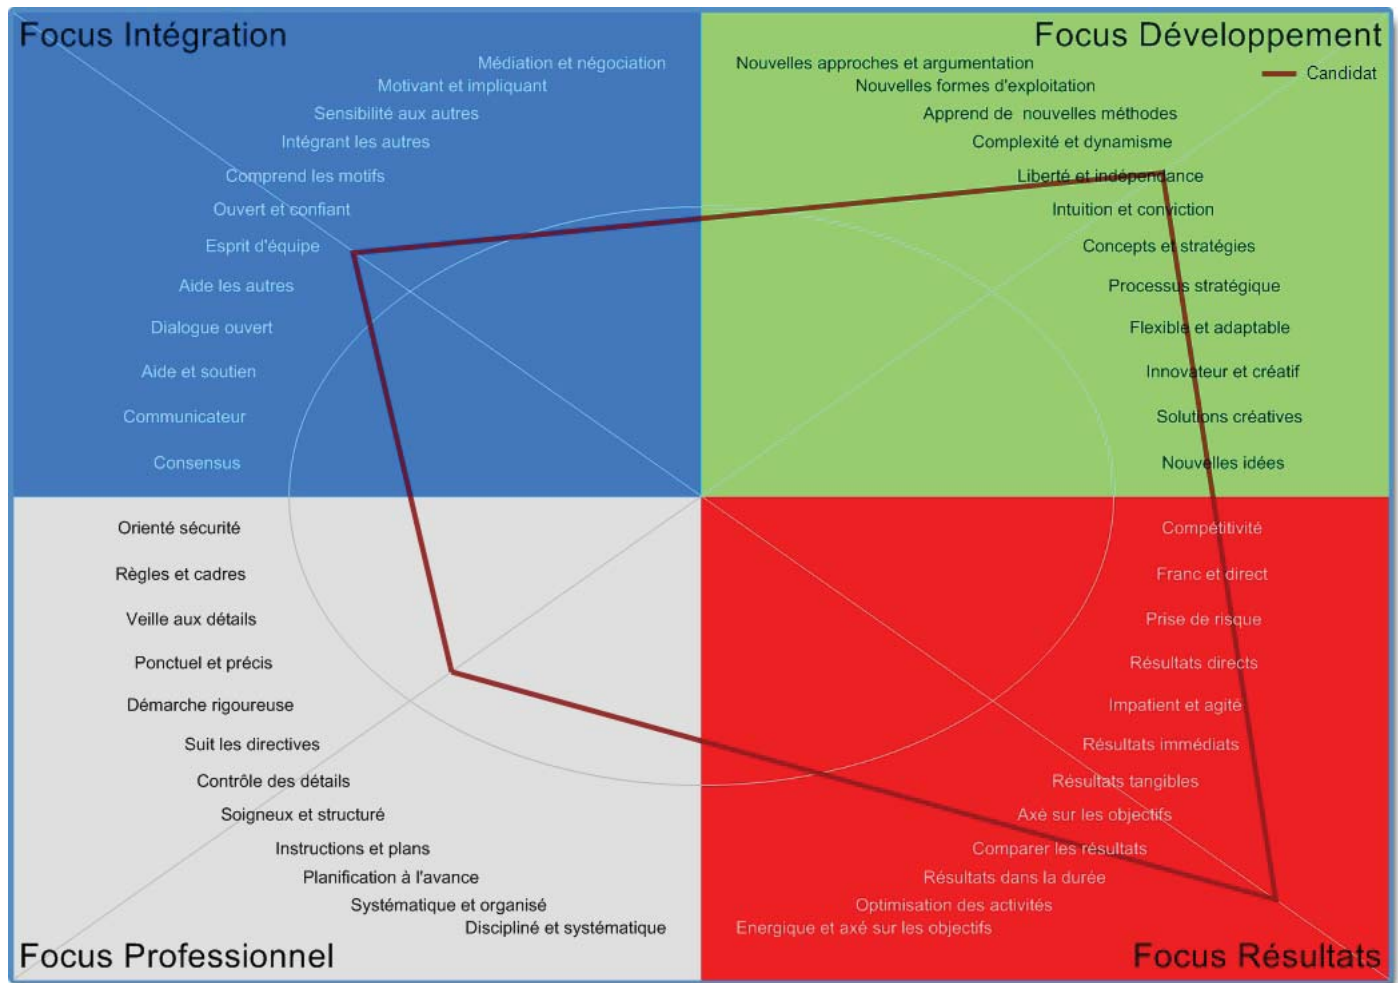 Focus Intégration
Médiation et négociation
Motivant et impliquant
Sensibilité aux autres
Intégrant les autres
Comprend les motifs
Ouvert et confiant
Esprit d'équipe
Aide les autres
Dialogue ouvert
Aide et soutien
Communicateur
Consensus
Focus Développement
Candidat
Nouvelles approches et argumentation
Nouvelles formes d'exploitation
Apprend de nouvelles méthodes
Complexité et dynamisme
Liberté et indépendance
Intuition et conviction
Concepts et stratégies
Processus stratégique
Flexible et adaptable
Innovateur et créatif
Solutions créatives
Nouvelles idées
Orienté sécurité
Règles et cadres
Veille aux détails
Ponctuel et précis
Démarche rigoureuse
Suit les directives
Contrôle des détails
Soigneux et structuré
Instructions et plans
Planification à l'avance
Systématique et organisé
Discipliné et systématique
Focus Professionnel
Compétitivité
Franc et direct
Prise de risque
Résultats directs
Impatient et agité
Résultats immédiats
Résultats tangibles
Axé sur les objectifs
Comparer les résultats
Résultats dans la durée
Optimisation des activités
Energique et axé sur les objectifs
Focus Résultats